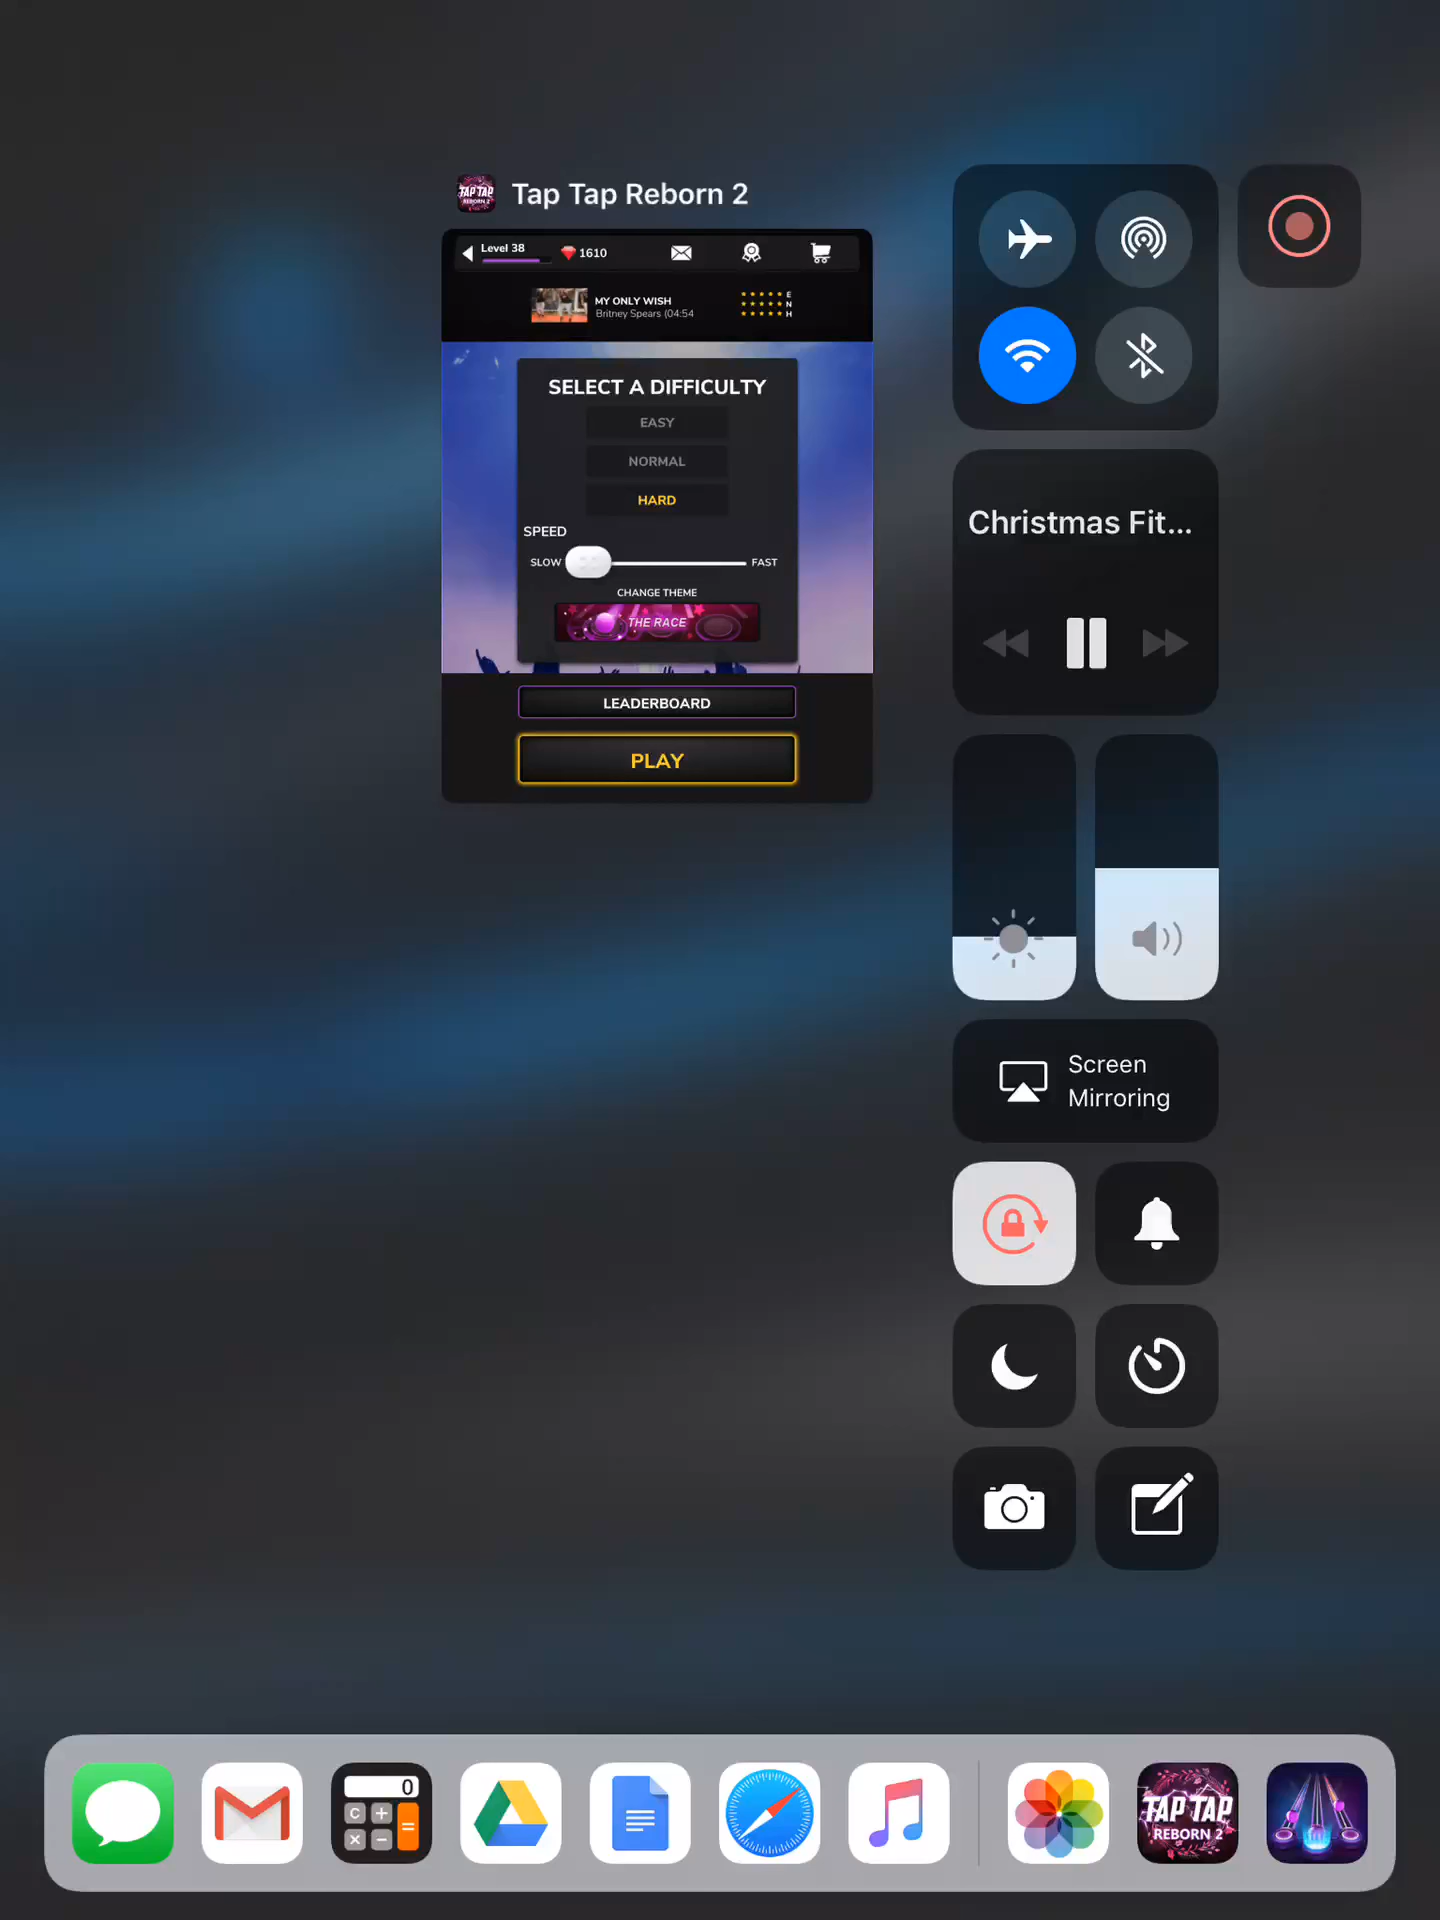 Tap Tap Reborn 2
Level 38
1610
MY ONLY WISH
Britney Spears (04:54
E
N
H
SELECT A DIFFICULTY
EASY
NORMAL
HARD
SPEED
SLOW
FAST
CHANGE THEME
THE RACE
LEADERBOARD
PLAY
Christmas Fit...
Screen
Mirroring
0
C + = × −
TAP TAP
REBORN 2